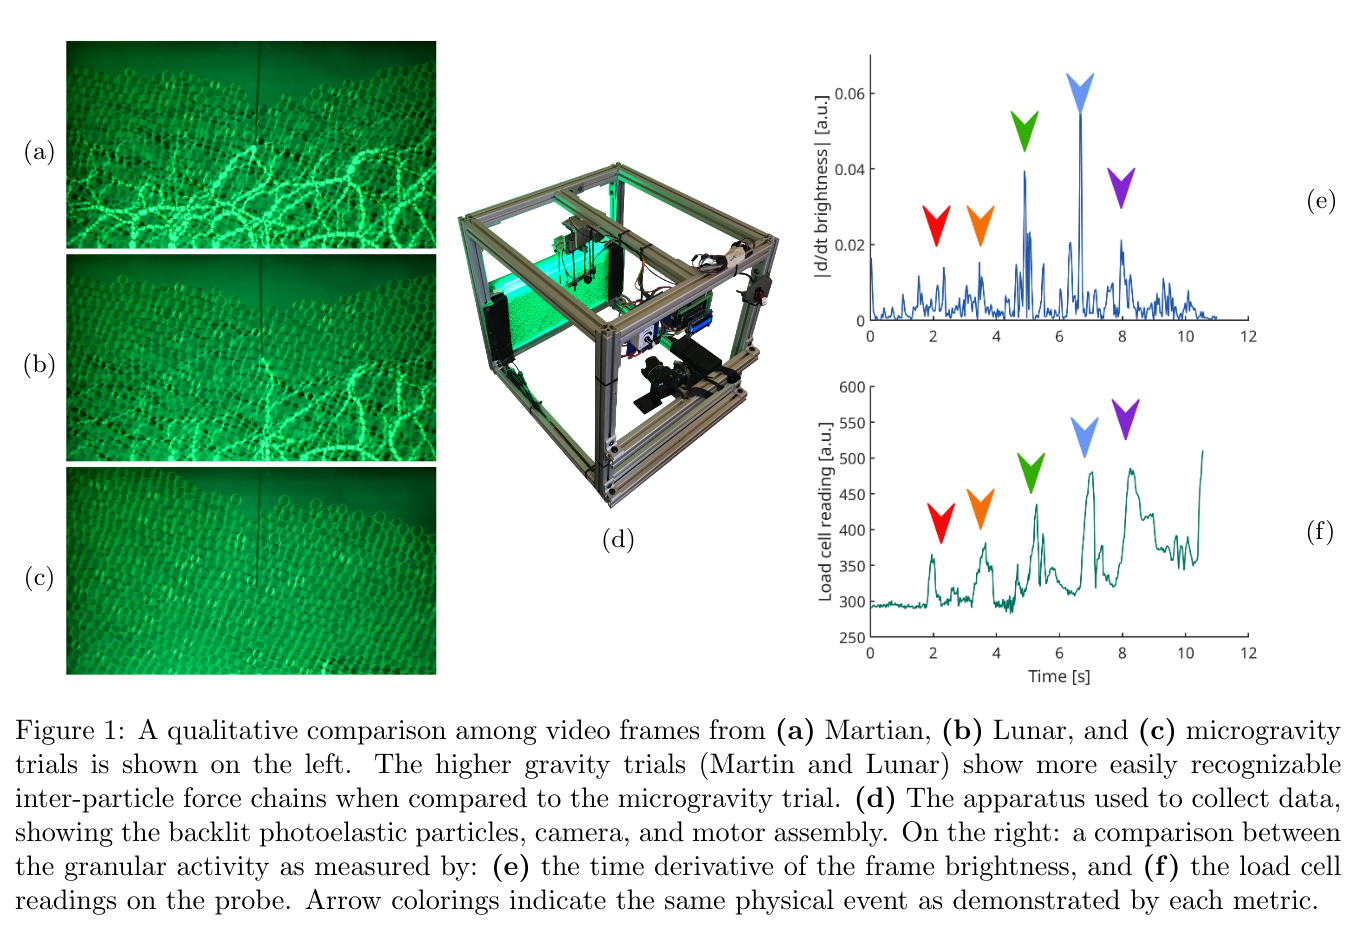 (a)
(b)
(c)
(d)
|d/dt brightness| [a.u.]
0.06
0.04
0.02
0
0 2 4 6 8 10 12
(e)
Load cell reading [a.u.]
600
550
500
450
400
350
300
250
0 2 4 6 8 10 12
Time [s]
(f)
Figure 1: A qualitative comparison among video frames from (a) Martian, (b) Lunar, and (c) microgravity
trials is shown on the left. The higher gravity trials (Martin and Lunar) show more easily recognizable
inter-particle force chains when compared to the microgravity trial. (d) The apparatus used to collect data,
showing the backlit photoelastic particles, camera, and motor assembly. On the right: a comparison between
the granular activity as measured by: (e) the time derivative of the frame brightness, and (f) the load cell
readings on the probe. Arrow colorings indicate the same physical event as demonstrated by each metric.